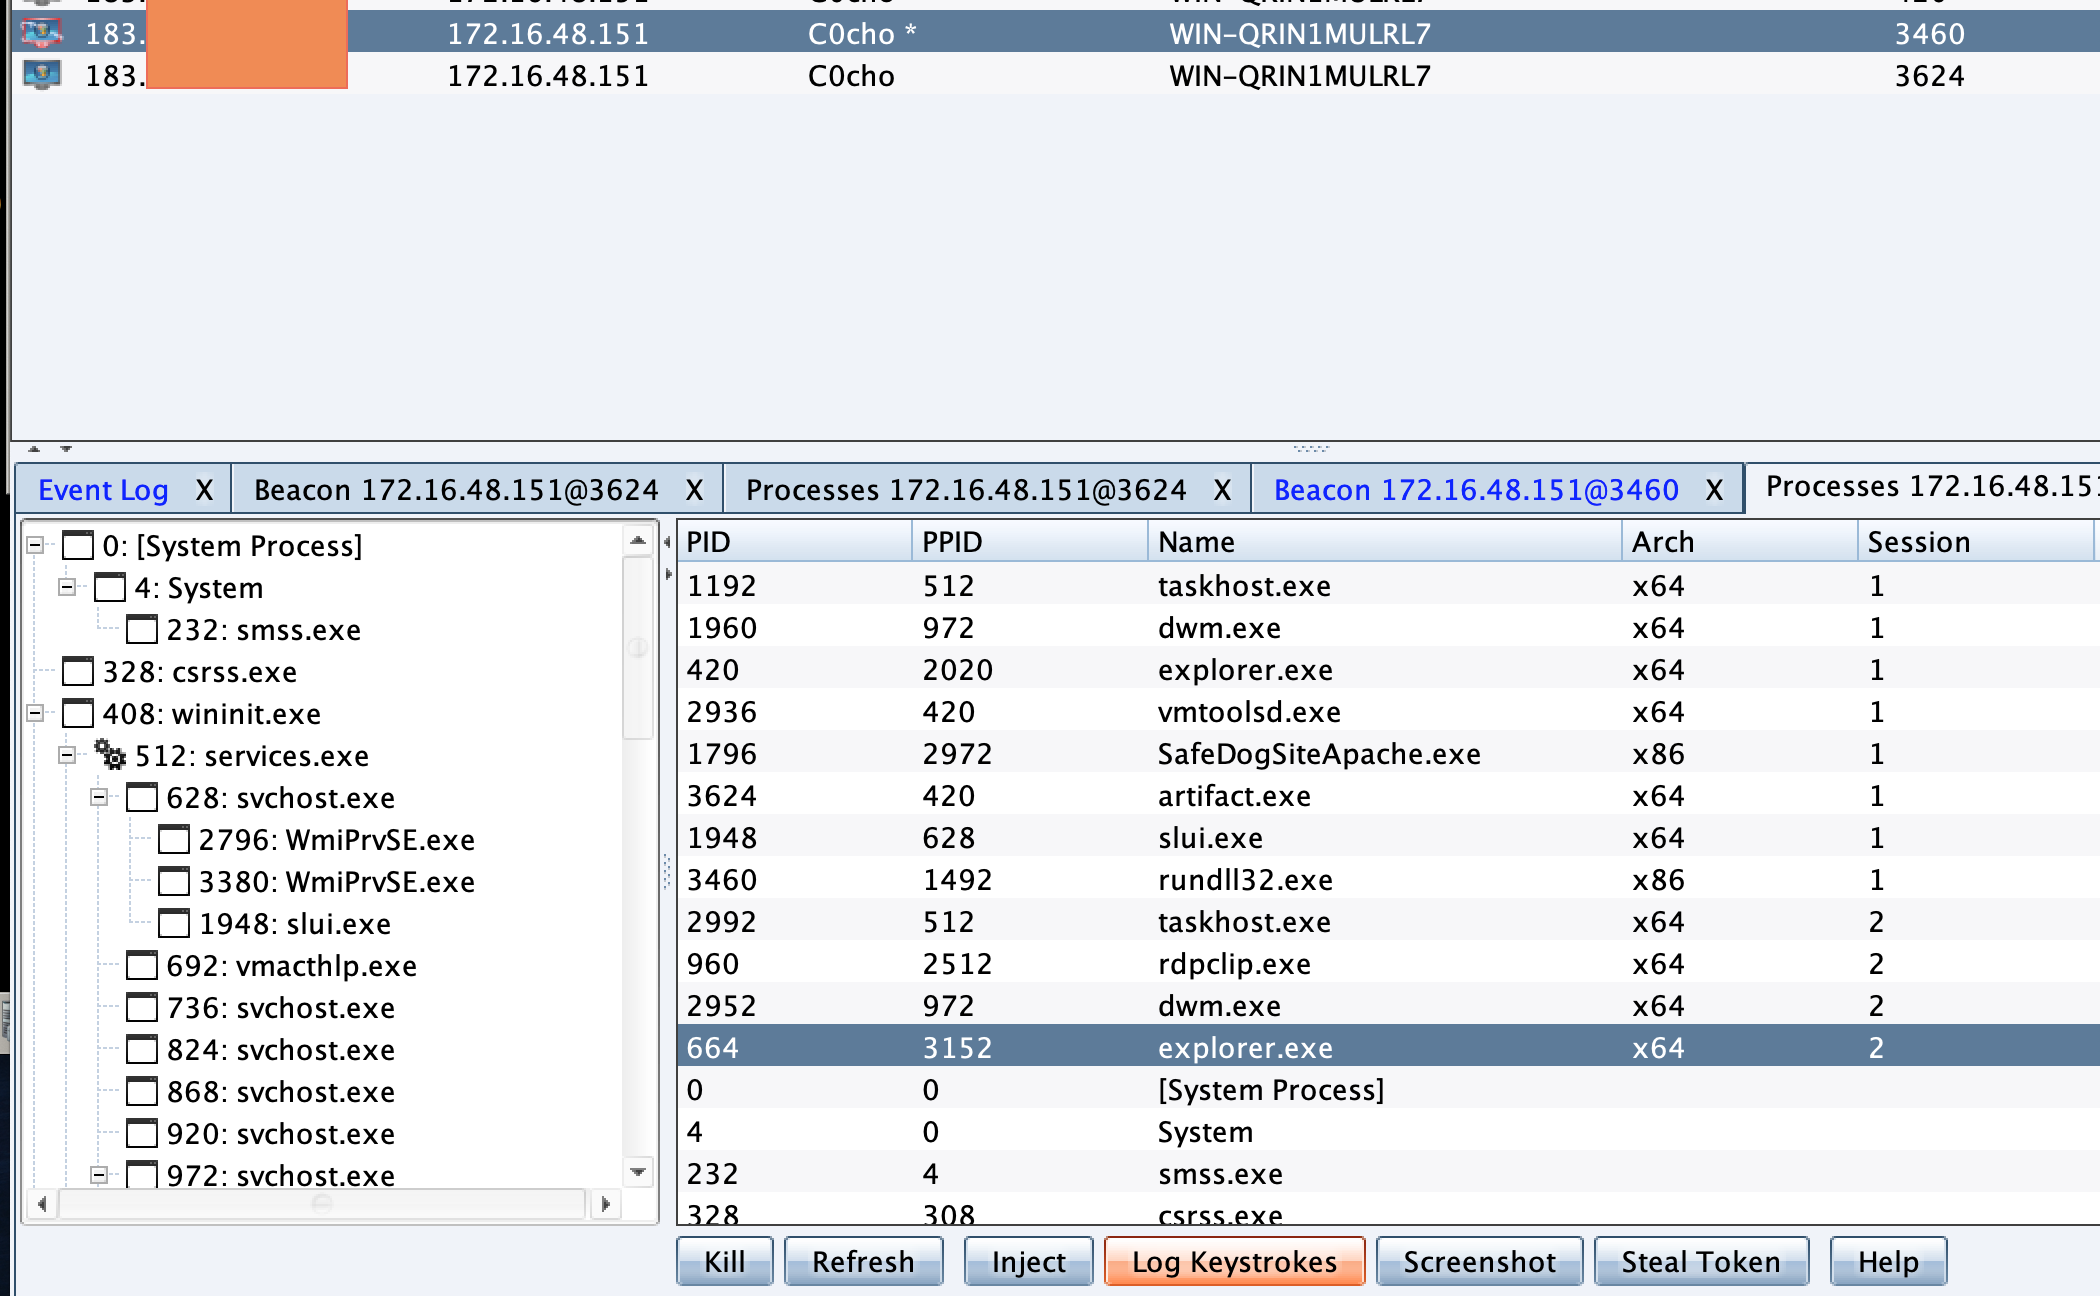 183. 172.16.48.151 C0cho * WIN-QRIN1MULRL7 3460
183. 172.16.48.151 C0cho WIN-QRIN1MULRL7 3624
Event Log X Beacon 172.16.48.151@3624 X Processes 172.16.48.151@3624 X Beacon 172.16.48.151@3460 X Processes 172.16.48.151
0: [System Process]
4: System
232: smss.exe
328: csrss.exe
408: wininit.exe
512: services.exe
628: svchost.exe
2796: WmiPrvSE.exe
3380: WmiPrvSE.exe
1948: slui.exe
692: vmacthlp.exe
736: svchost.exe
824: svchost.exe
868: svchost.exe
920: svchost.exe
972: svchost.exe
PID PPID Name Arch Session
1192 512 taskhost.exe x64 1
1960 972 dwm.exe x64 1
420 2020 explorer.exe x64 1
2936 420 vmtoolsd.exe x64 1
1796 2972 SafeDogSiteApache.exe x86 1
3624 420 artifact.exe x64 1
1948 628 slui.exe x64 1
3460 1492 rundll32.exe x86 1
2992 512 taskhost.exe x64 2
960 2512 rdpclip.exe x64 2
2952 972 dwm.exe x64 2
664 3152 explorer.exe x64 2
0 0 [System Process]
4 0 System
232 4 smss.exe
328 308 csrss.exe
Kill Refresh Inject Log Keystrokes Screenshot Steal Token Help